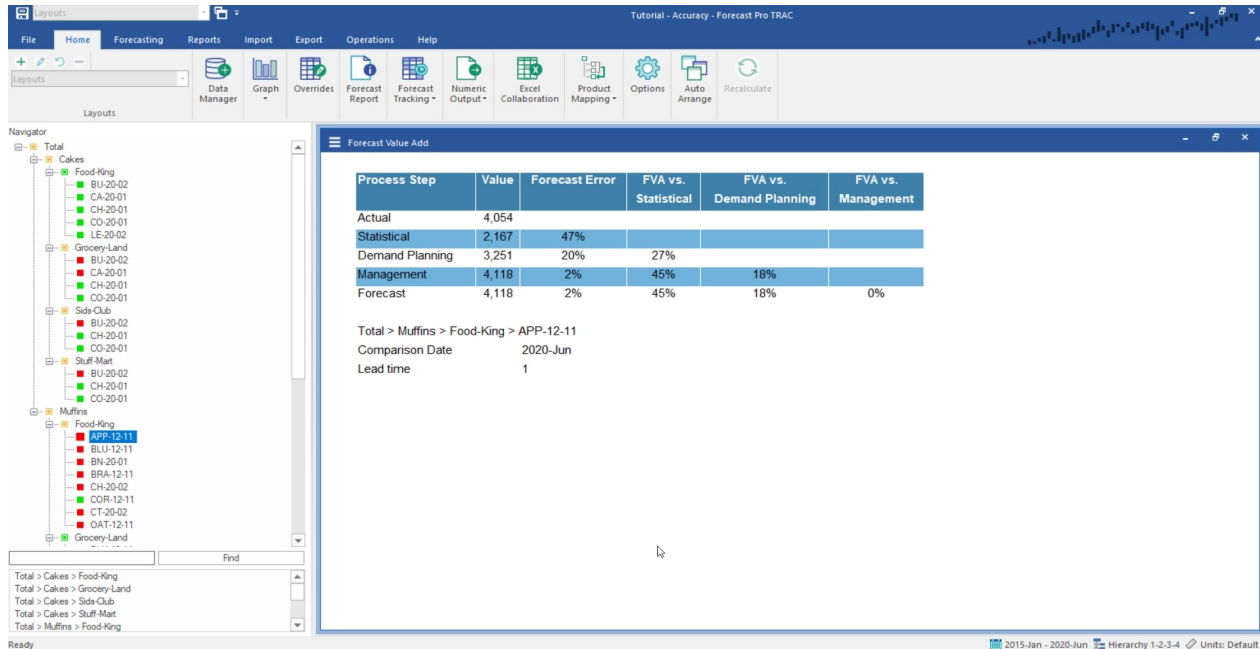 Layouts
Tutorial - Accuracy - Forecast Pro TRAC
File Home Forecasting Reports Import Export Operations Help
Layouts
Data Manager
Graph
Overrides
Forecast Report
Forecast Tracking
Numeric Output
Excel Collaboration
Product Mapping
Options
Auto Arrange
Recalculate
Layouts
Navigator
Total
Cakes
Food-King
BU-20-02
CA-20-01
CH-20-01
CO-20-01
LE-20-02
Grocery-Land
BU-20-02
CA-20-01
CH-20-01
CO-20-01
Sids-Club
BU-20-02
CH-20-01
CO-20-01
Stuff-Mart
BU-20-02
CH-20-01
CO-20-01
Muffins
Food-King
APP-12-11
BLU-12-11
BN-20-01
BRA-12-11
CH-20-02
COR-12-11
CT-20-02
OAT-12-11
Grocery-Land
Find
Total > Cakes > Food-King
Total > Cakes > Grocery-Land
Total > Cakes > Sids-Club
Total > Cakes > Stuff-Mart
Total > Muffins > Food-King
Forecast Value Add
Process Step Value Forecast Error FVA vs. Statistical FVA vs. Demand Planning FVA vs. Management
Actual 4,054
Statistical 2,167 47%
Demand Planning 3,251 20% 27%
Management 4,118 2% 45% 18%
Forecast 4,118 2% 45% 18% 0%
Total > Muffins > Food-King > APP-12-11
Comparison Date 2020-Jun
Lead time 1
Ready
2015-Jan - 2020-Jun Hierarchy 1-2-3-4 Units: Default